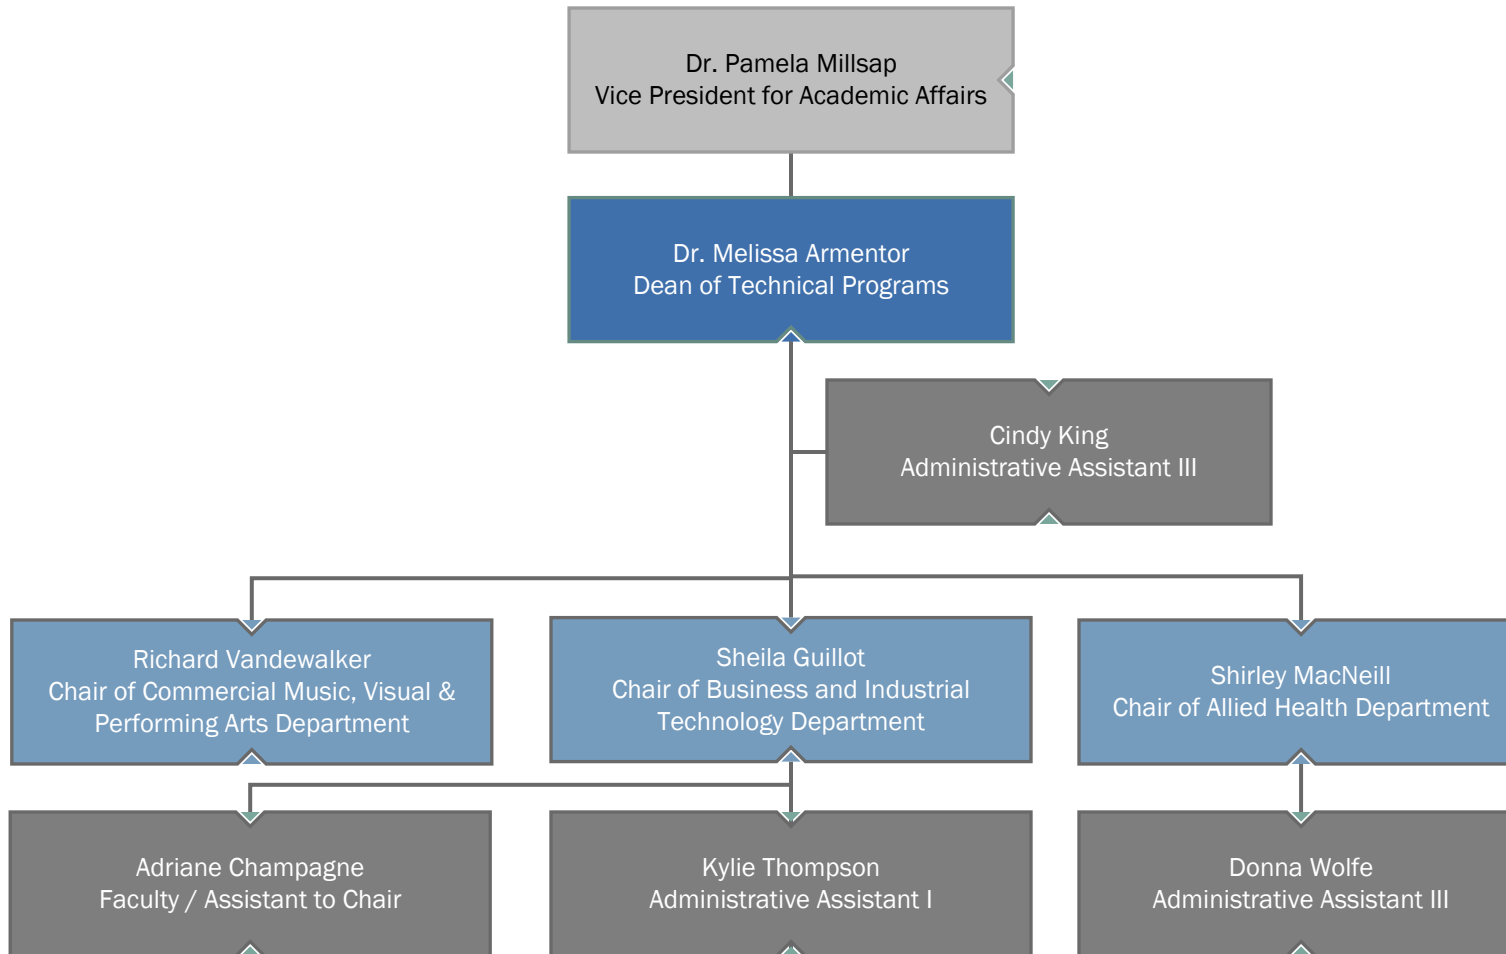 Dr. Pamela Millsap
Vice President for Academic Affairs
Dr. Melissa Armentor
Dean of Technical Programs
Cindy King
Administrative Assistant III
Richard Vandewalker
Chair of Commercial Music, Visual &
Performing Arts Department
Sheila Guillot
Chair of Business and Industrial
Technology Department
Shirley MacNeill
Chair of Allied Health Department
Adriane Champagne
Faculty / Assistant to Chair
Kylie Thompson
Administrative Assistant I
Donna Wolfe
Administrative Assistant III